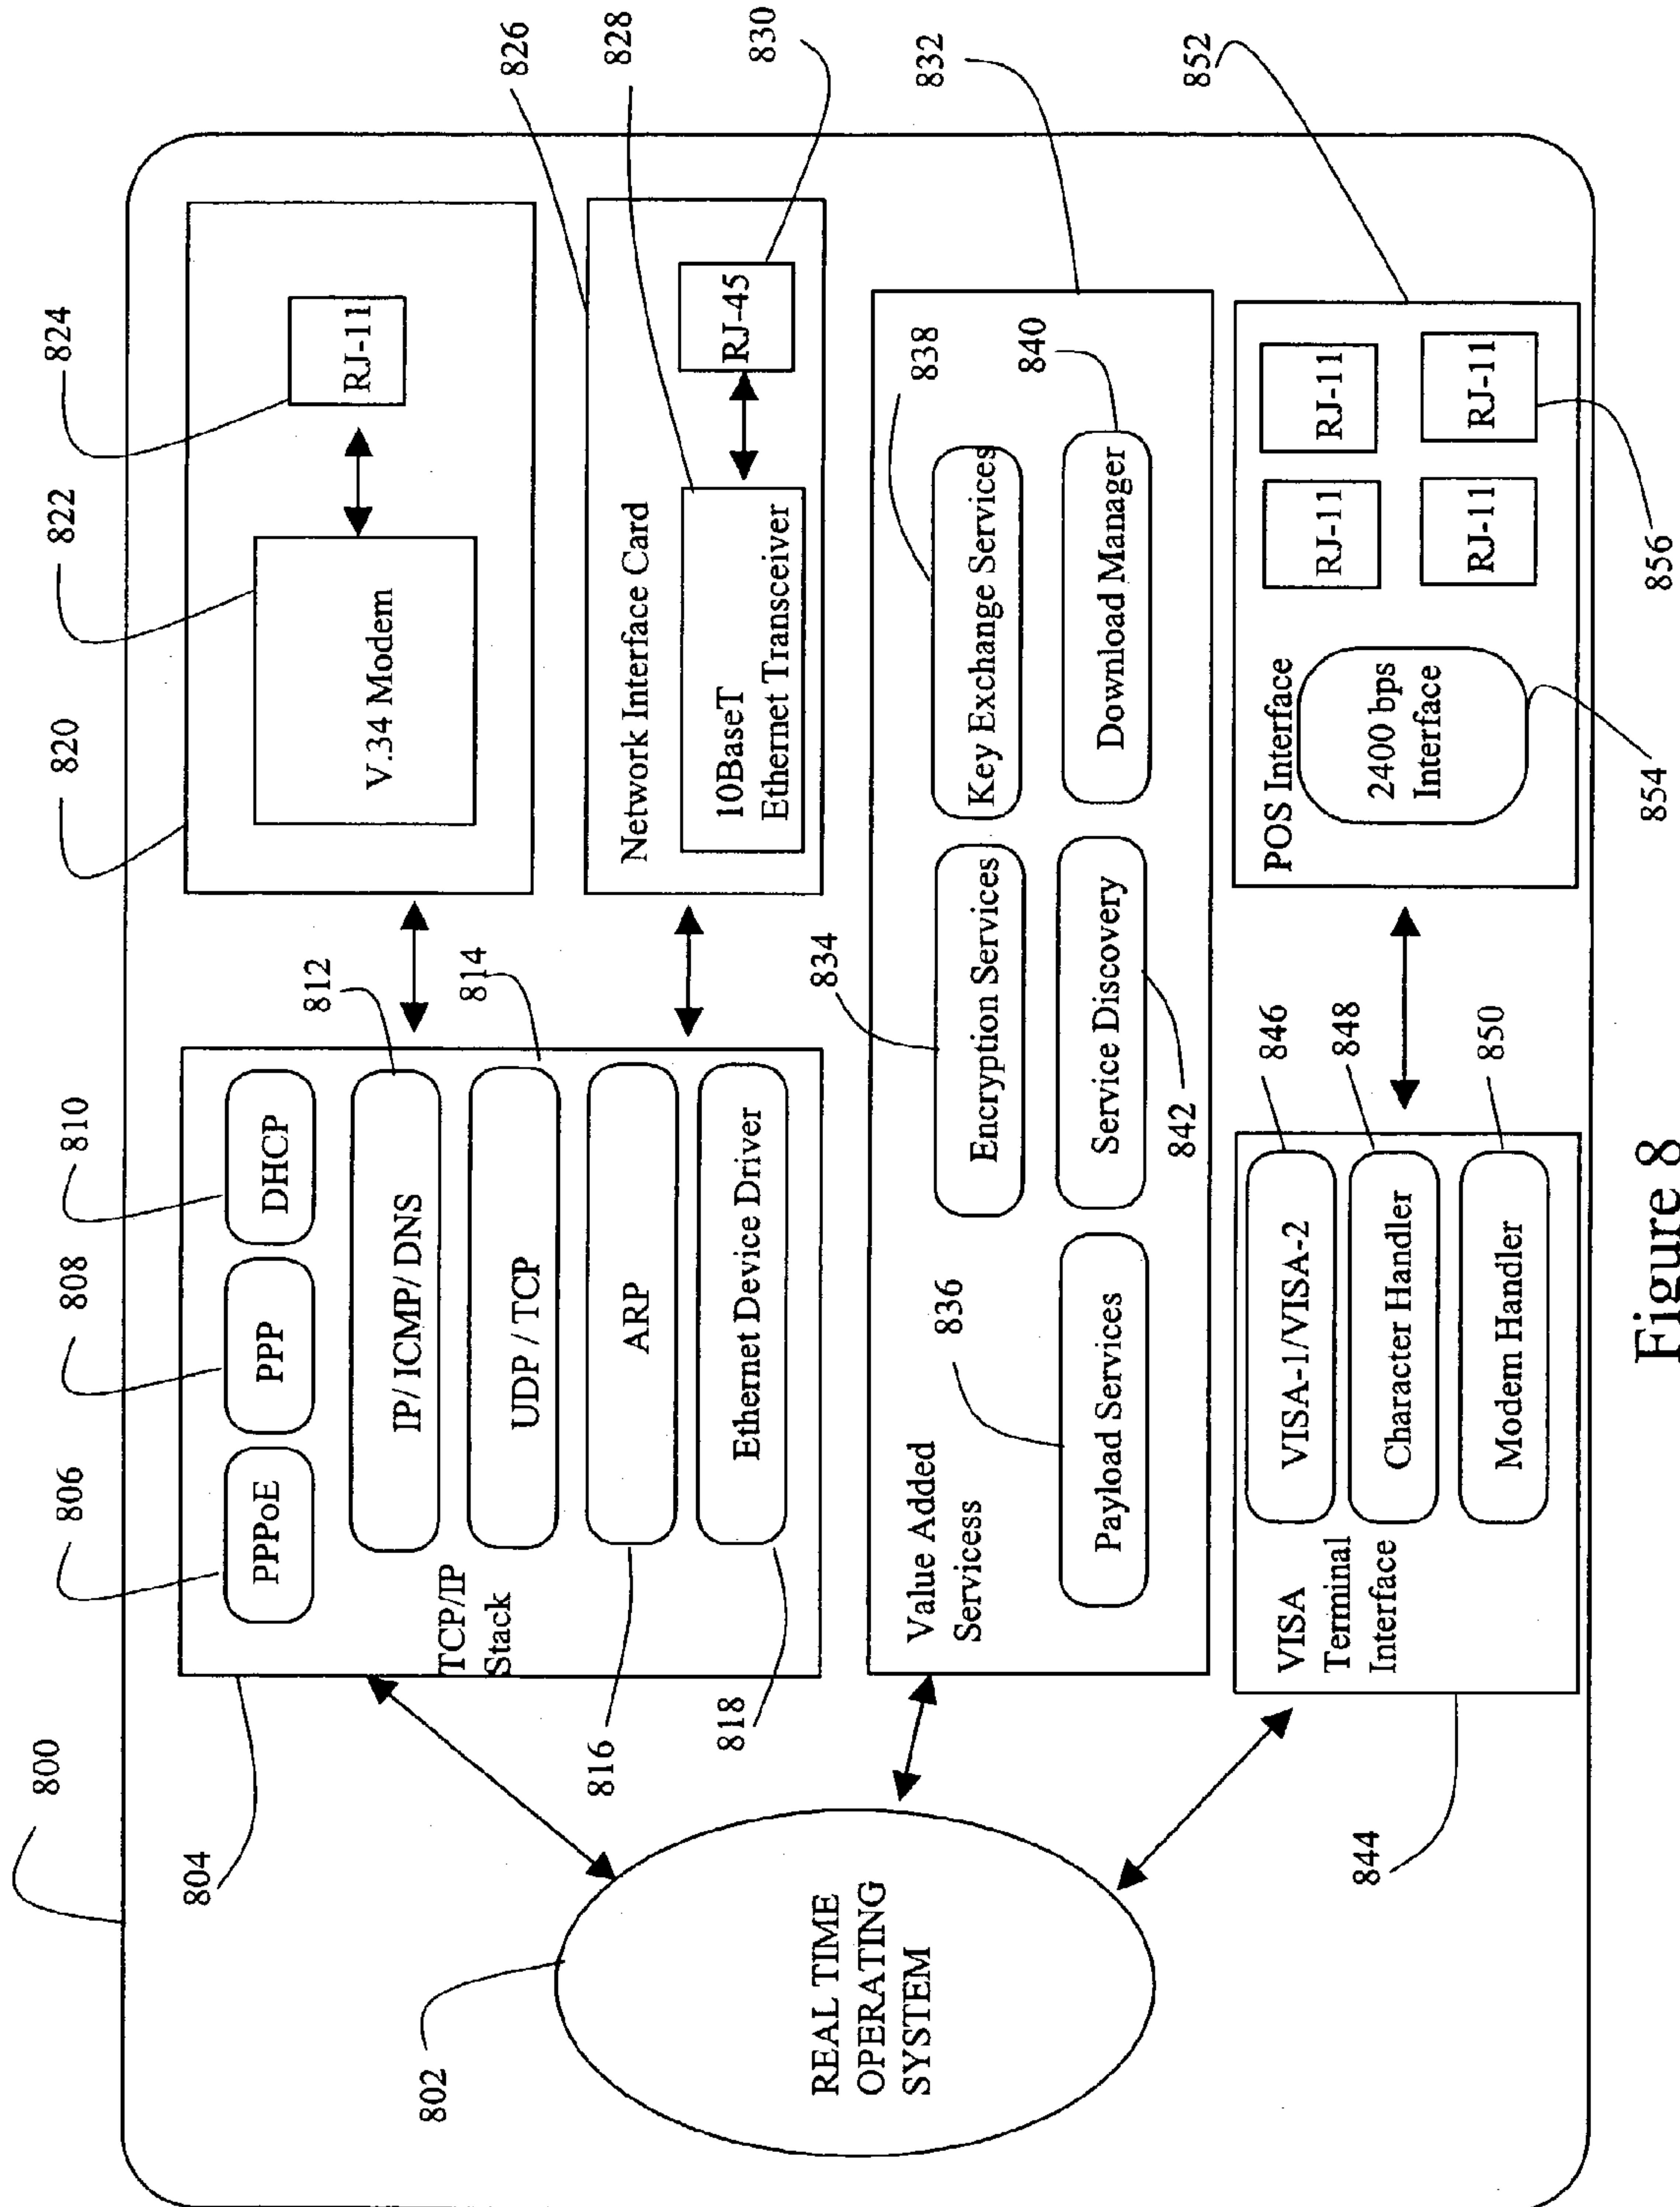 800
802
REAL TIME
OPERATING
SYSTEM
804
806
808
810
PPPoE
PPP
DHCP
812
IP/ ICMP/ DNS
814
UDP / TCP
TCP/IP
Stack
816
ARP
818
Ethernet Device Driver
820
822
824
V.34 Modem
RJ-11
826
828
830
Network Interface Card
10BaseT
Ethernet Transceiver
RJ-45
832
Value Added
Servicess
834
Encryption Services
836
Payload Services
838
Key Exchange Services
840
Download Manager
842
Service Discovery
844
VISA
Terminal
Interface
846
VISA-1/VISA-2
848
Character Handler
850
Modem Handler
852
POS Interface
2400 bps
Interface
854
RJ-11
RJ-11
RJ-11
RJ-11
856
Figure 8